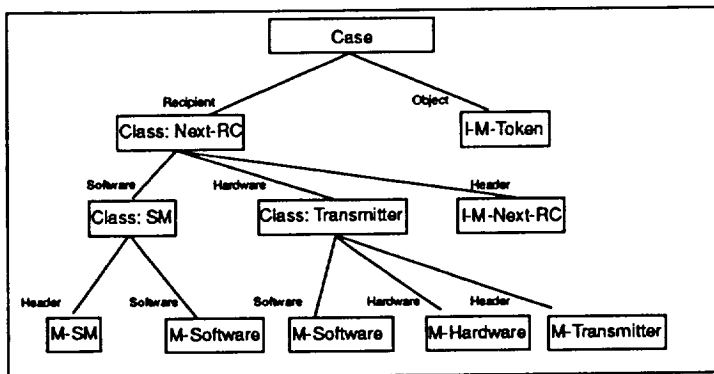 Case
Recipient
Object
Class: Next-RC
I-M-Token
Software
Hardware
Header
Class: SM
Class: Transmitter
I-M-Next-RC
Header
Software
Software
Hardware
Header
M-SM
M-Software
M-Software
M-Hardware
M-Transmitter